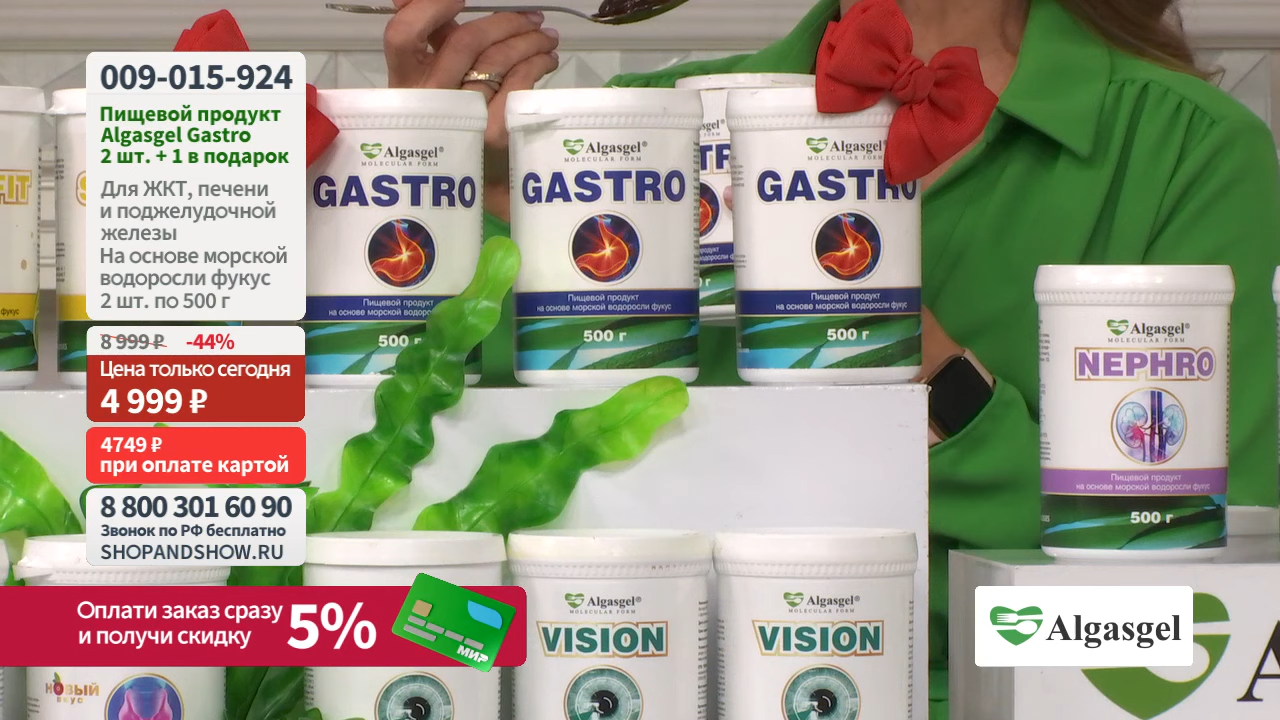 009-015-924
Пищевой продукт
Algasgel Gastro
2 шт. + 1 в подарок
Для ЖКТ, печени
и поджелудочной
железы
На основе морской
водоросли фукус
2 шт. по 500 г
8 999 ₽ -44%
Цена только сегодня
4 999 ₽
4749 ₽
при оплате картой
8 800 301 60 90
Звонок по РФ бесплатно
SHOPANDSHOW.RU
Оплати заказ сразу
и получи скидку
5%
МИР
Algasgel®
MOLECULAR FORM
GASTRO
Пищевой продукт
на основе морской водоросли
500 г
Algasgel®
MOLECULAR FORM
GASTRO
Пищевой продукт
на основе морской водоросли фукус
500 г
Algasgel
MOLECULAR FORM
GASTRO
Пищевой продукт
на основе морской водоросли фукус
500 г
Algasgel®
MOLECULAR FORM
NEPHRO
Пищевой продукт
на основе морской водоросли фукус
500 г
Algasgel®
MOLECULAR FORM
VISION
Algasgel®
MOLECULAR FORM
VISION
НОВЫЙ
вкус
Algasgel